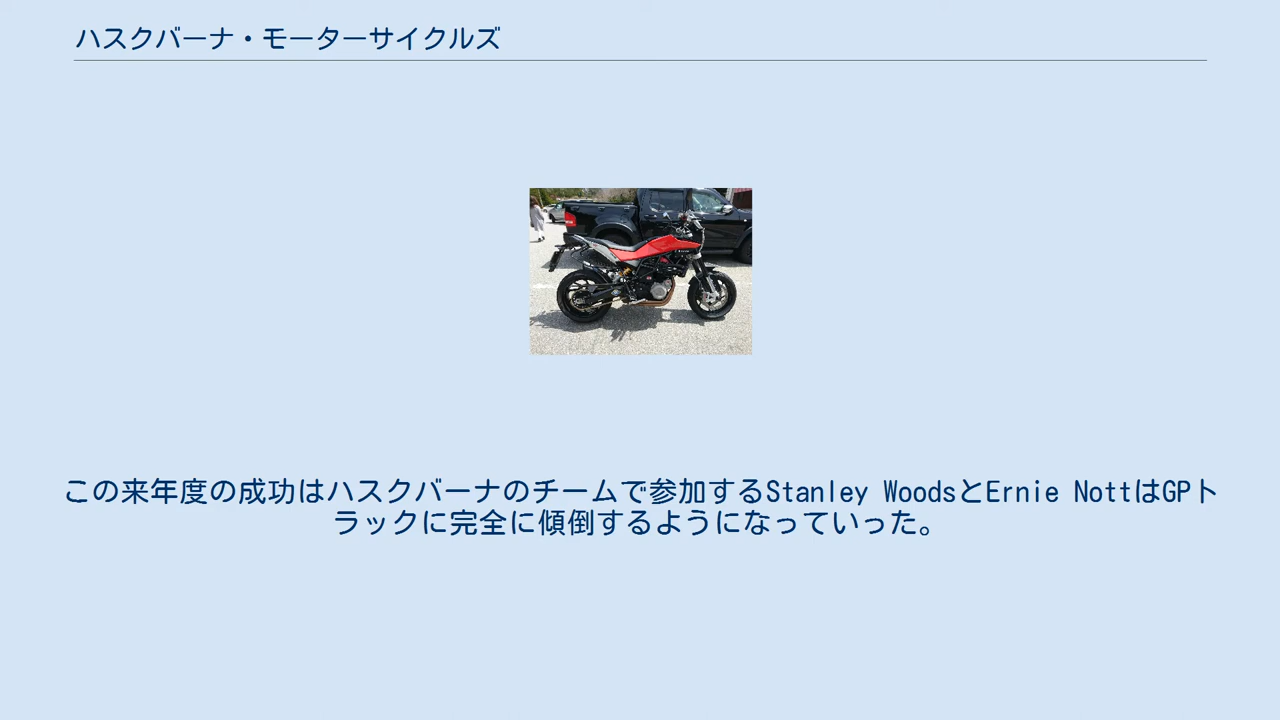 ハスクバーナ・モーターサイクルズ
この来年度の成功はハスクバーナのチームで参加するStanley WoodsとErnie NottはGPト
ラックに完全に傾倒するようになっていった。